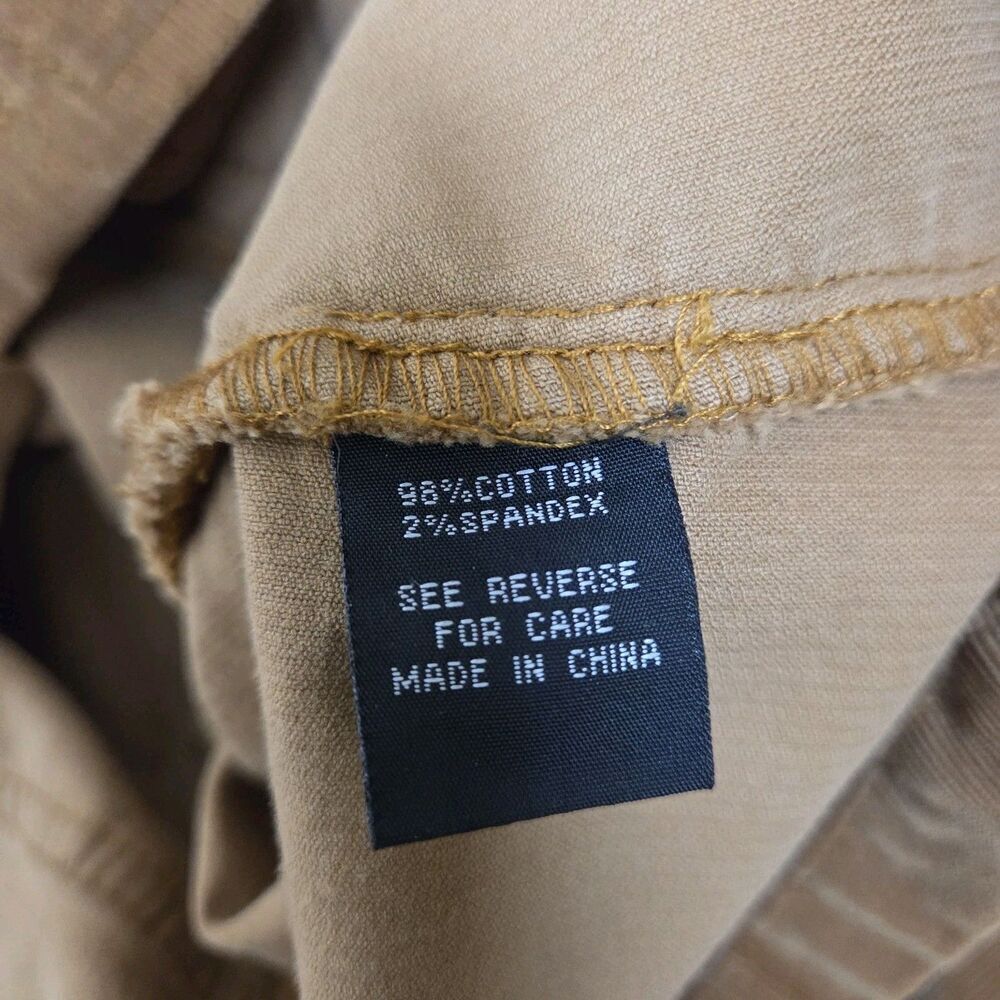 98%COTTON
2%SPANDEX
SEE REVERSE
FOR CARE
MADE IN CHINA